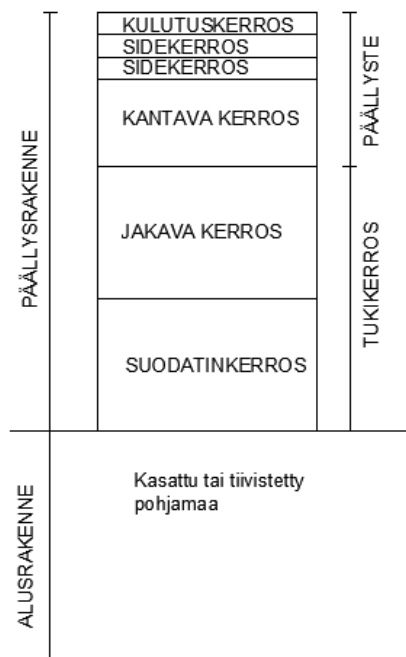 KULUTUSKERROS
SIDEKERROS
SIDEKERROS
KANTAVA KERROS
JAKAVA KERROS
SUODATINKERROS
PÄÄLLYSRAKENNE
PÄÄLLYSTE
TUKIKERROS
ALUSRAKENNE
Kasattu tai tiivistetty
pohjamaa